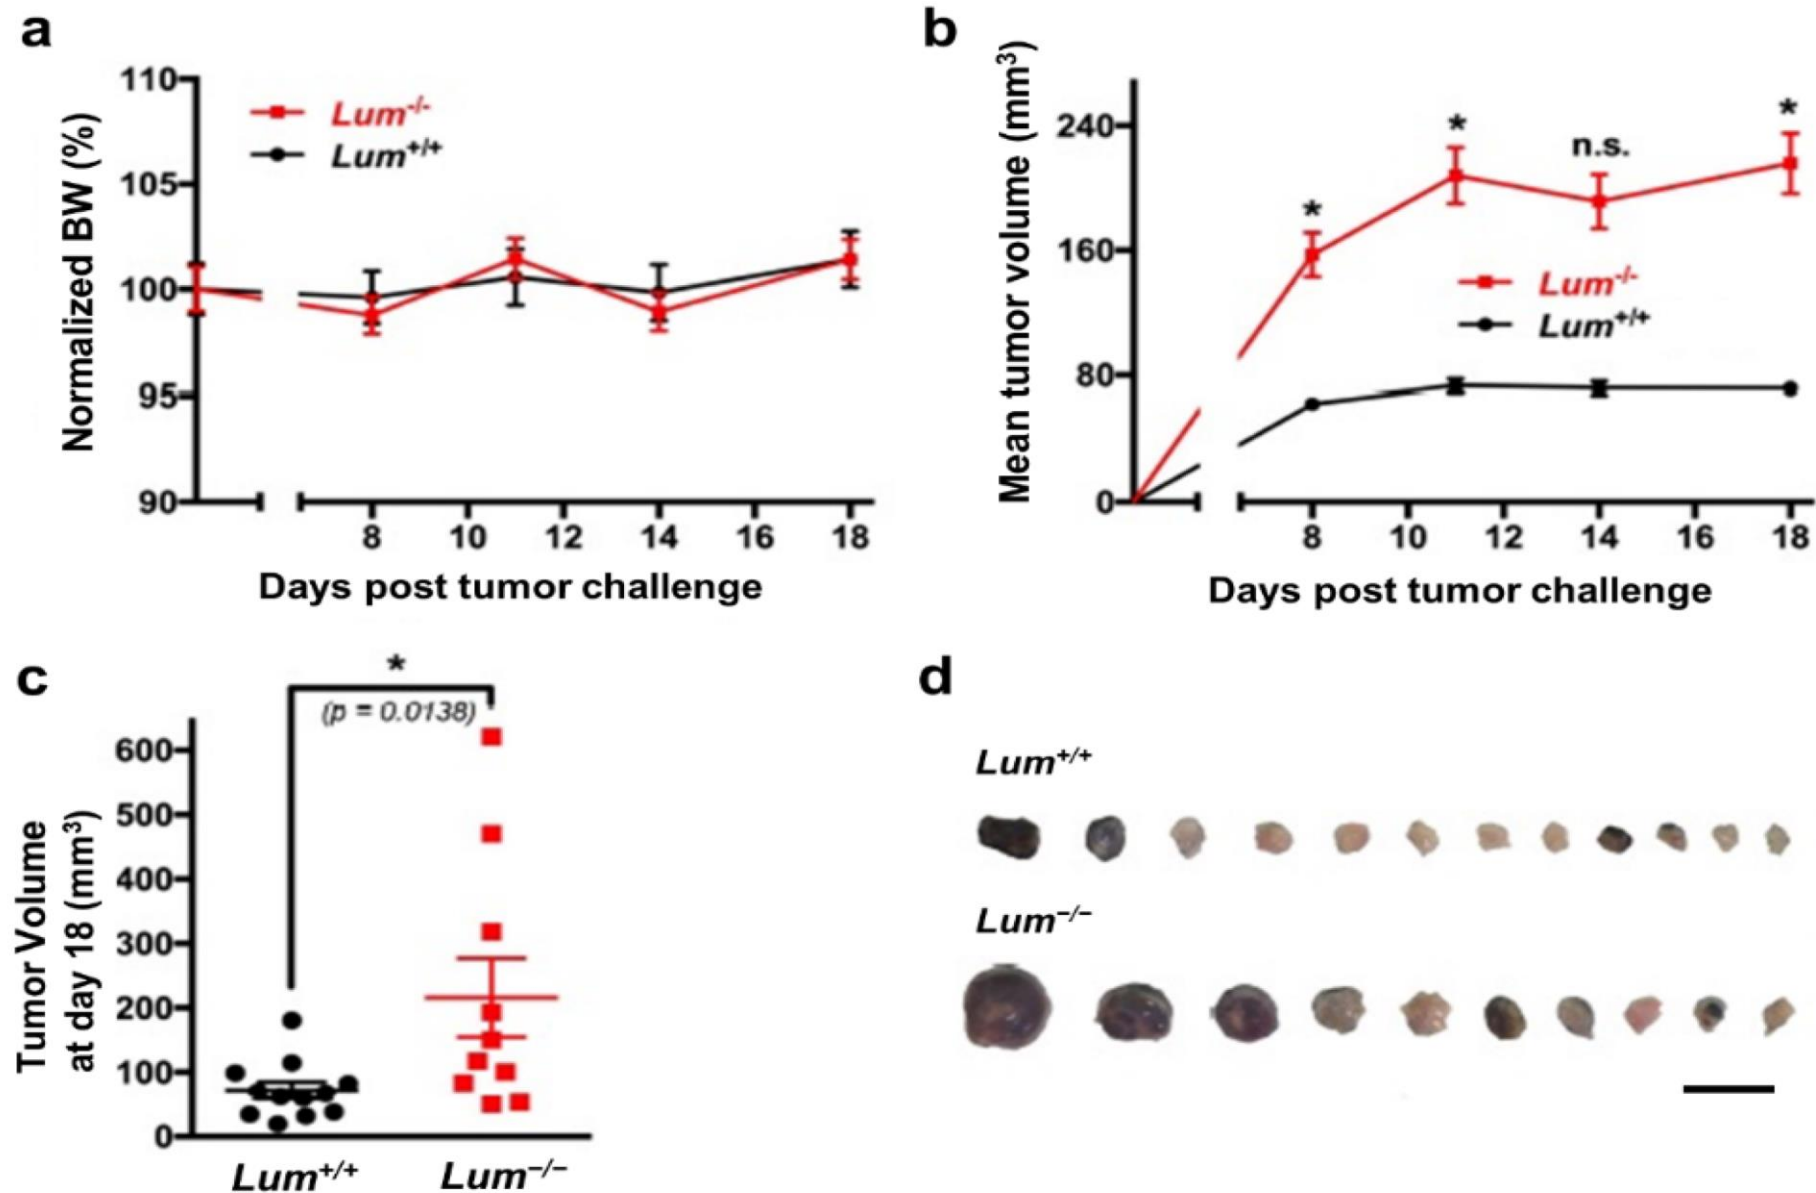 a
110
105
100
95
90
Normalized BW (%)
Lum-/-
Lum+/+
8 10 12 14 16 18
Days post tumor challenge
b
240
160
80
0
Mean tumor volume (mm³)
* * n.s. *
Lum-/-
Lum+/+
8 10 12 14 16 18
Days post tumor challenge
c
*
(p = 0.0138)
600
500
400
300
200
100
0
Tumor Volume
at day 18 (mm³)
Lum+/+ Lum−/−
d
Lum+/+
Lum−/−